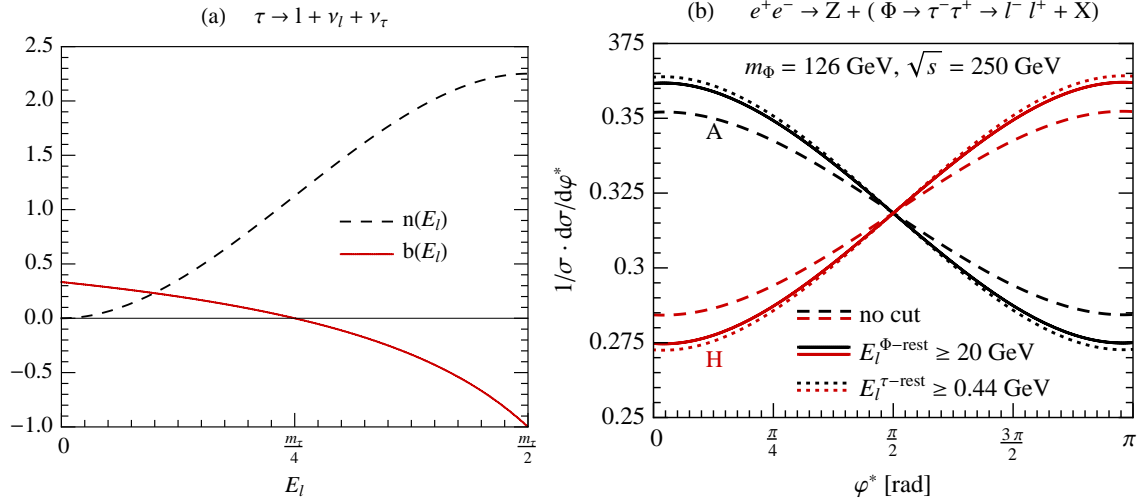 (a) τ → l + ν_l + ν_τ
2.5
2.0
1.5
1.0
0.5
0.0
−0.5
−1.0
n(E_l)
b(E_l)
0
m_τ/4
m_τ/2
E_l
(b) e⁺e⁻ → Z + ( Φ → τ⁻τ⁺ → l⁻ l⁺ + X)
m_Φ = 126 GeV, √s = 250 GeV
1/σ · dσ/dφ*
0.375
0.35
0.325
0.3
0.275
0.25
A
H
no cut
E_l^{Φ−rest} ≥ 20 GeV
E_l^{τ−rest} ≥ 0.44 GeV
0
π/4
π/2
3π/2
π
φ* [rad]